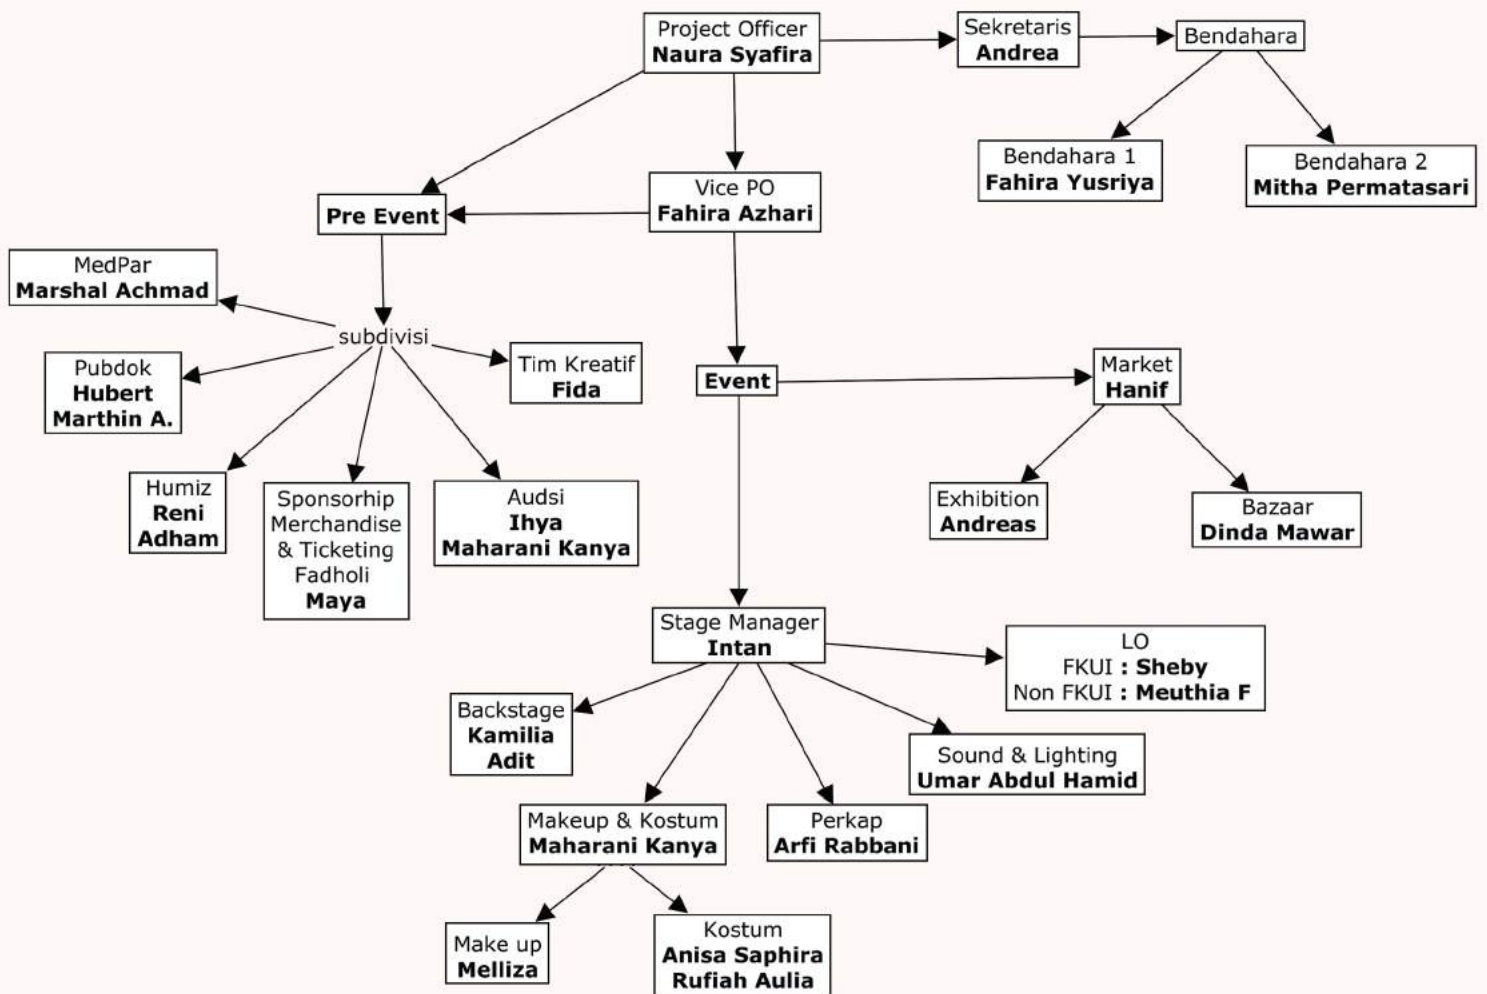 Project Officer
Naura Syafira
Sekretaris
Andrea
Bendahara
Bendahara 1
Fahira Yusriya
Bendahara 2
Mitha Permatasari
Vice PO
Fahira Azhari
Pre Event
MedPar
Marshal Achmad
subdivisi
Pubdok
Hubert
Marthin A.
Tim Kreatif
Fida
Humiz
Reni
Adham
Sponsorhip
Merchandise
& Ticketing
Fadholi
Maya
Audsi
Ihya
Maharani Kanya
Event
Market
Hanif
Exhibition
Andreas
Bazaar
Dinda Mawar
Stage Manager
Intan
LO
FKUI : Sheby
Non FKUI : Meuthia F
Backstage
Kamilia
Adit
Sound & Lighting
Umar Abdul Hamid
Makeup & Kostum
Maharani Kanya
Perkap
Arfi Rabbani
Make up
Melliza
Kostum
Anisa Saphira
Rufiah Aulia